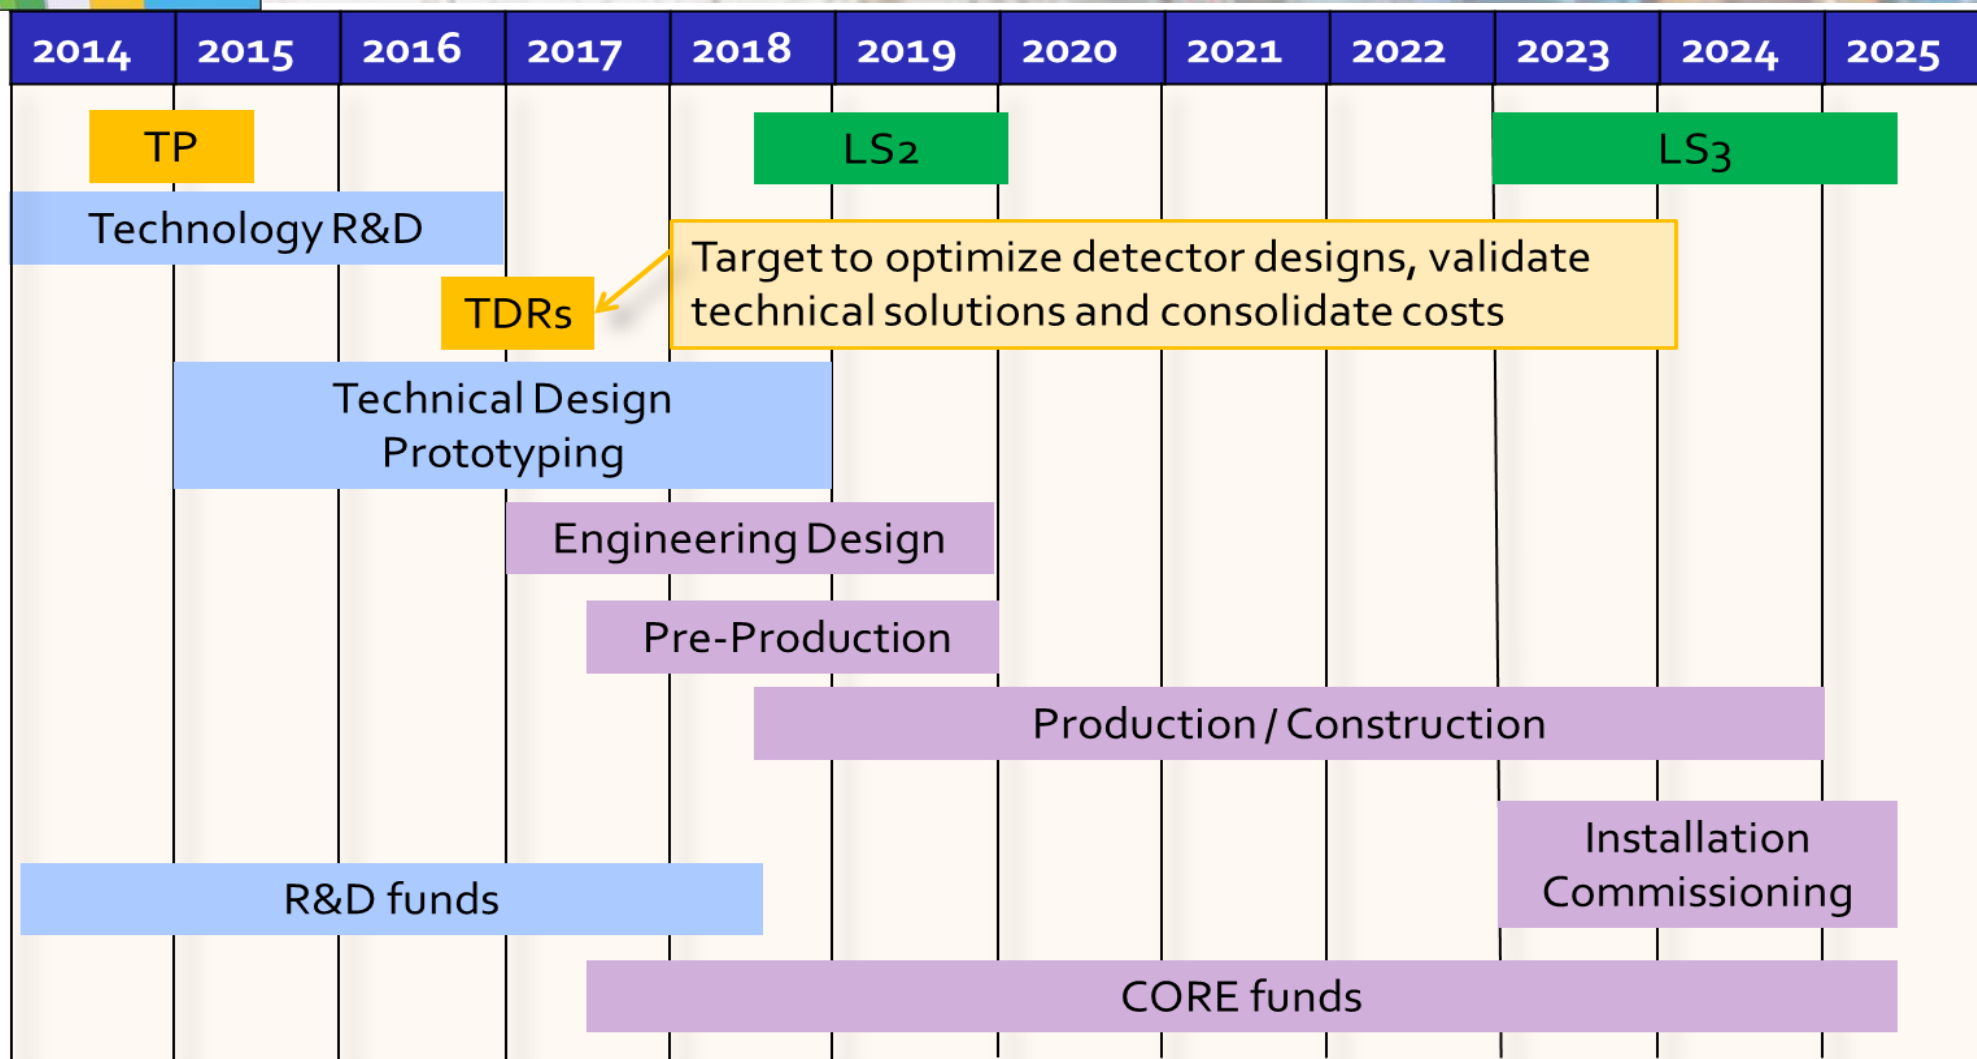 2014 2015 2016 2017 2018 2019 2020 2021 2022 2023 2024 2025
TP
LS2
LS3
Technology R&D
Target to optimize detector designs, validate
technical solutions and consolidate costs
TDRs
Technical Design
Prototyping
Engineering Design
Pre-Production
Production / Construction
Installation
Commissioning
R&D funds
CORE funds